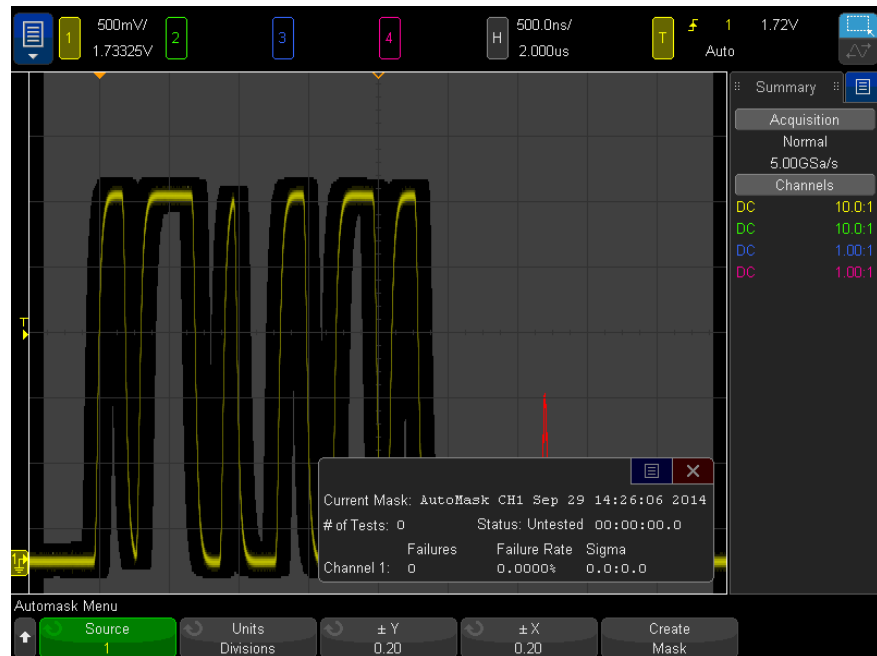 500mV/
1
1.73325V
2
3
4
H
500.0ns/
2.000us
T
1
1.72V
Auto
Summary
Acquisition
Normal
5.00GSa/s
Channels
DC 10.0:1
DC 10.0:1
DC 1.00:1
DC 1.00:1
T
1
Current Mask: AutoMask CH1 Sep 29 14:26:06 2014
# of Tests: 0 Status: Untested 00:00:00.0
Failures Failure Rate Sigma
Channel 1: 0 0.0000% 0.0:0.0
Automask Menu
Source
1
Units
Divisions
± Y
0.20
± X
0.20
Create
Mask